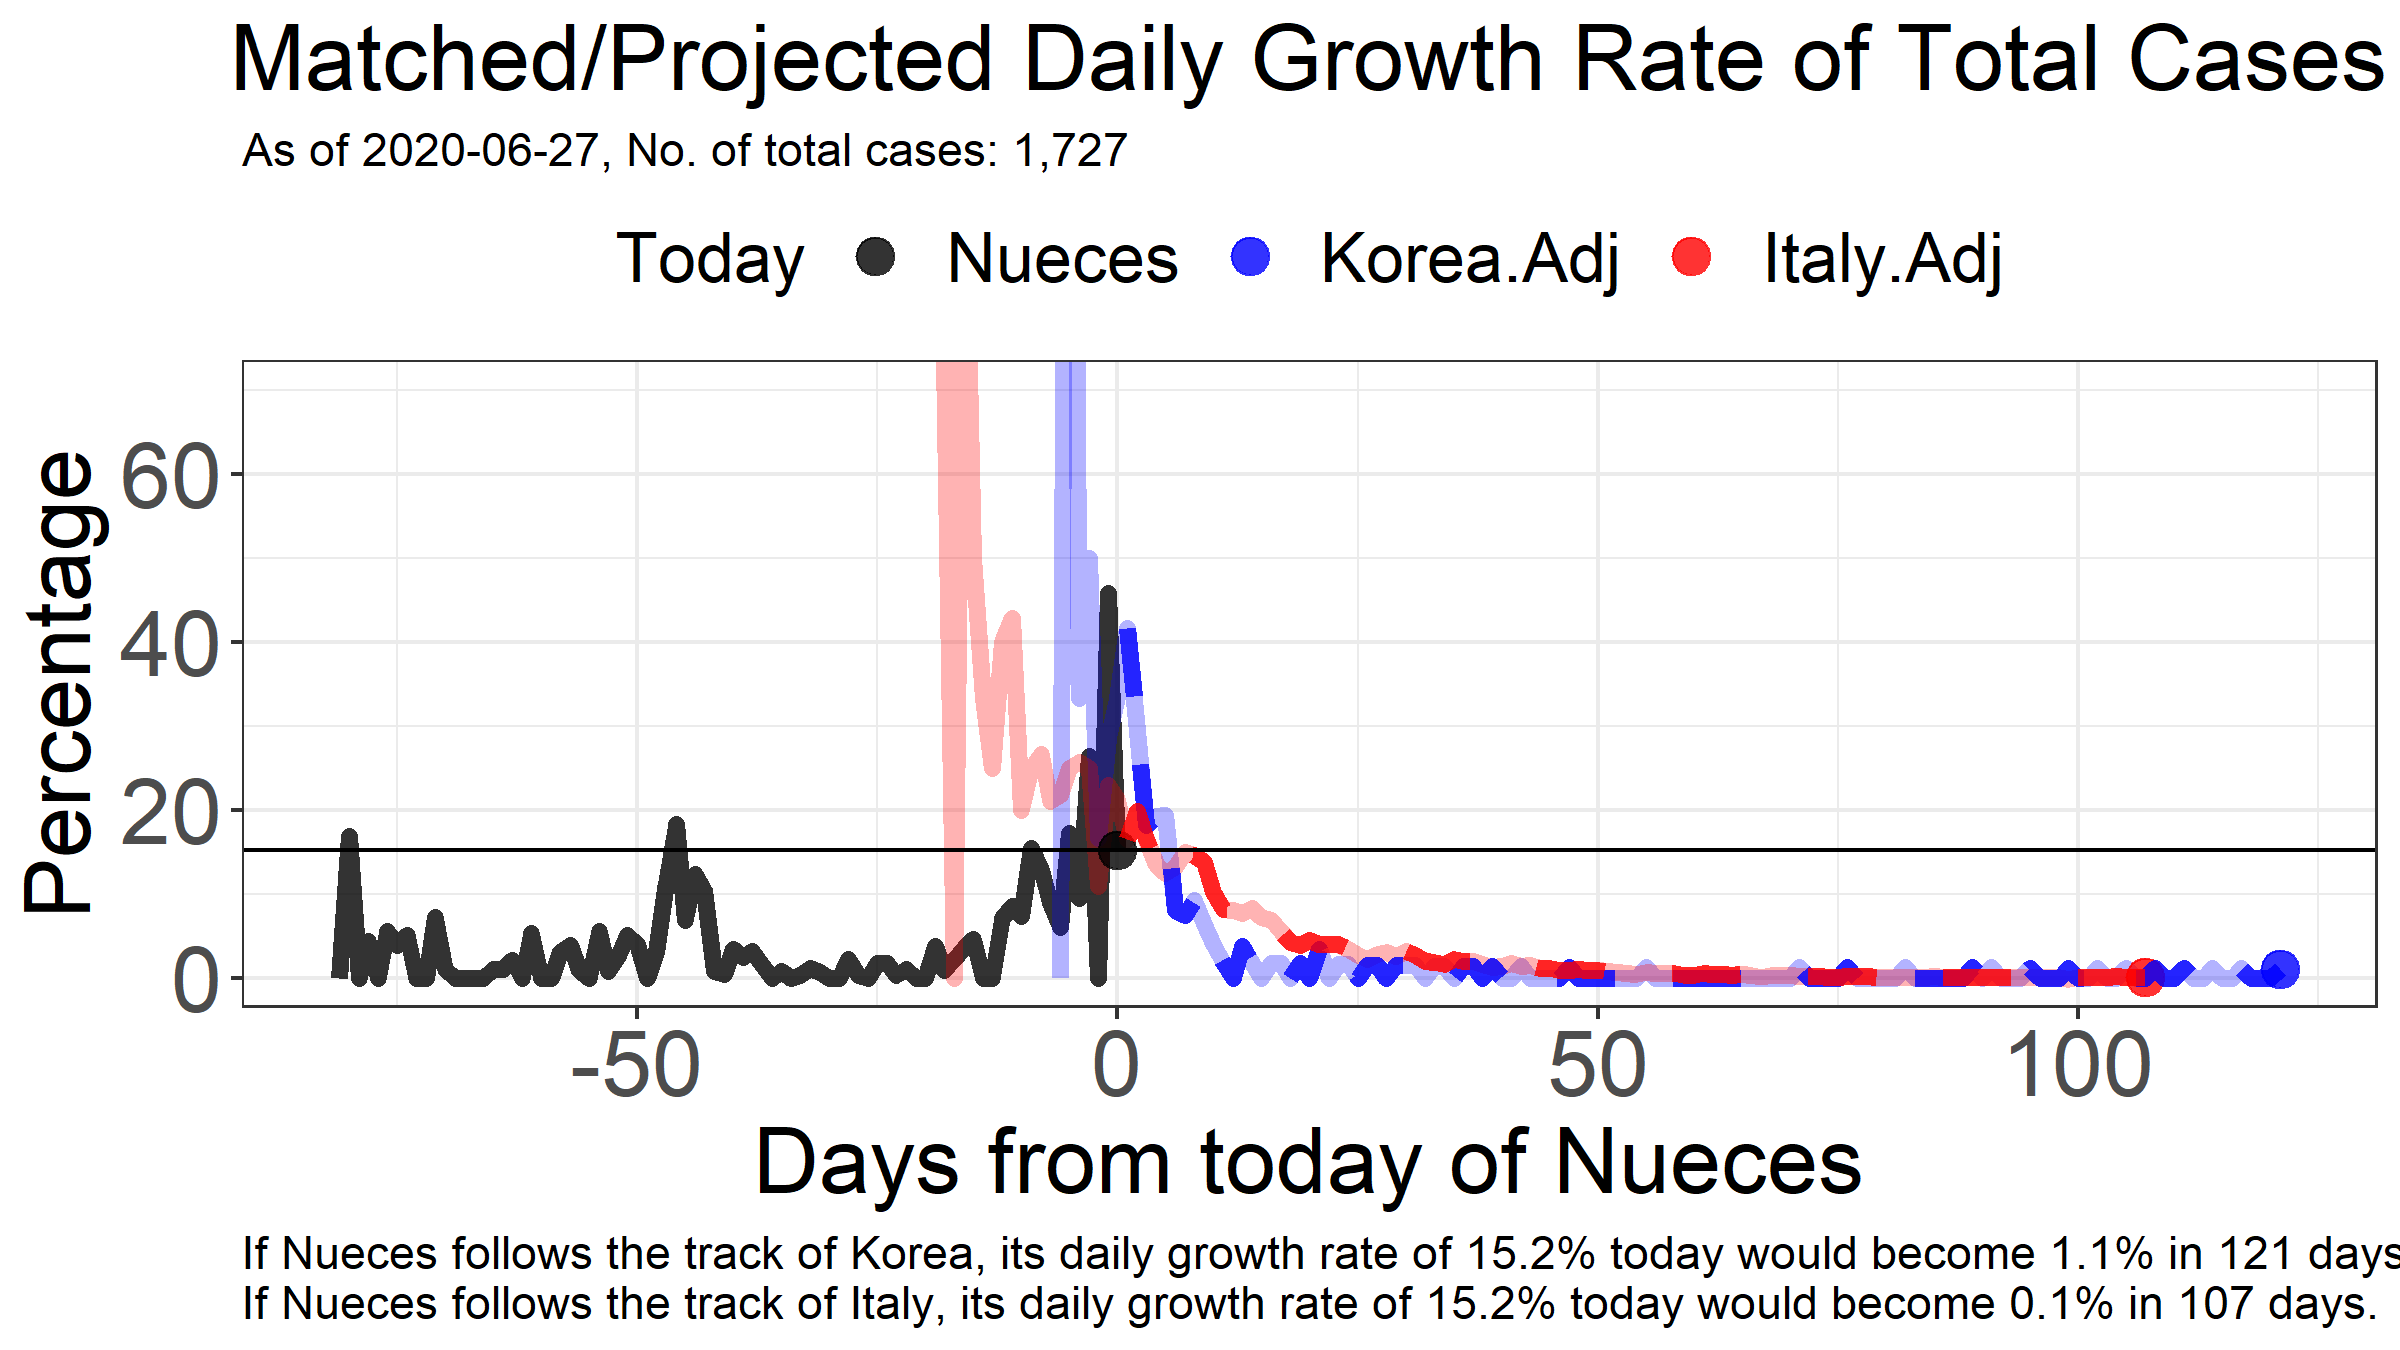 Matched/Projected Daily Growth Rate of Total Cases
As of 2020-06-27, No. of total cases: 1,727
Today Nueces Korea.Adj Italy.Adj
Percentage
60
40
20
0
-50 0 50 100
Days from today of Nueces
If Nueces follows the track of Korea, its daily growth rate of 15.2% today would become 1.1% in 121 days
If Nueces follows the track of Italy, its daily growth rate of 15.2% today would become 0.1% in 107 days.